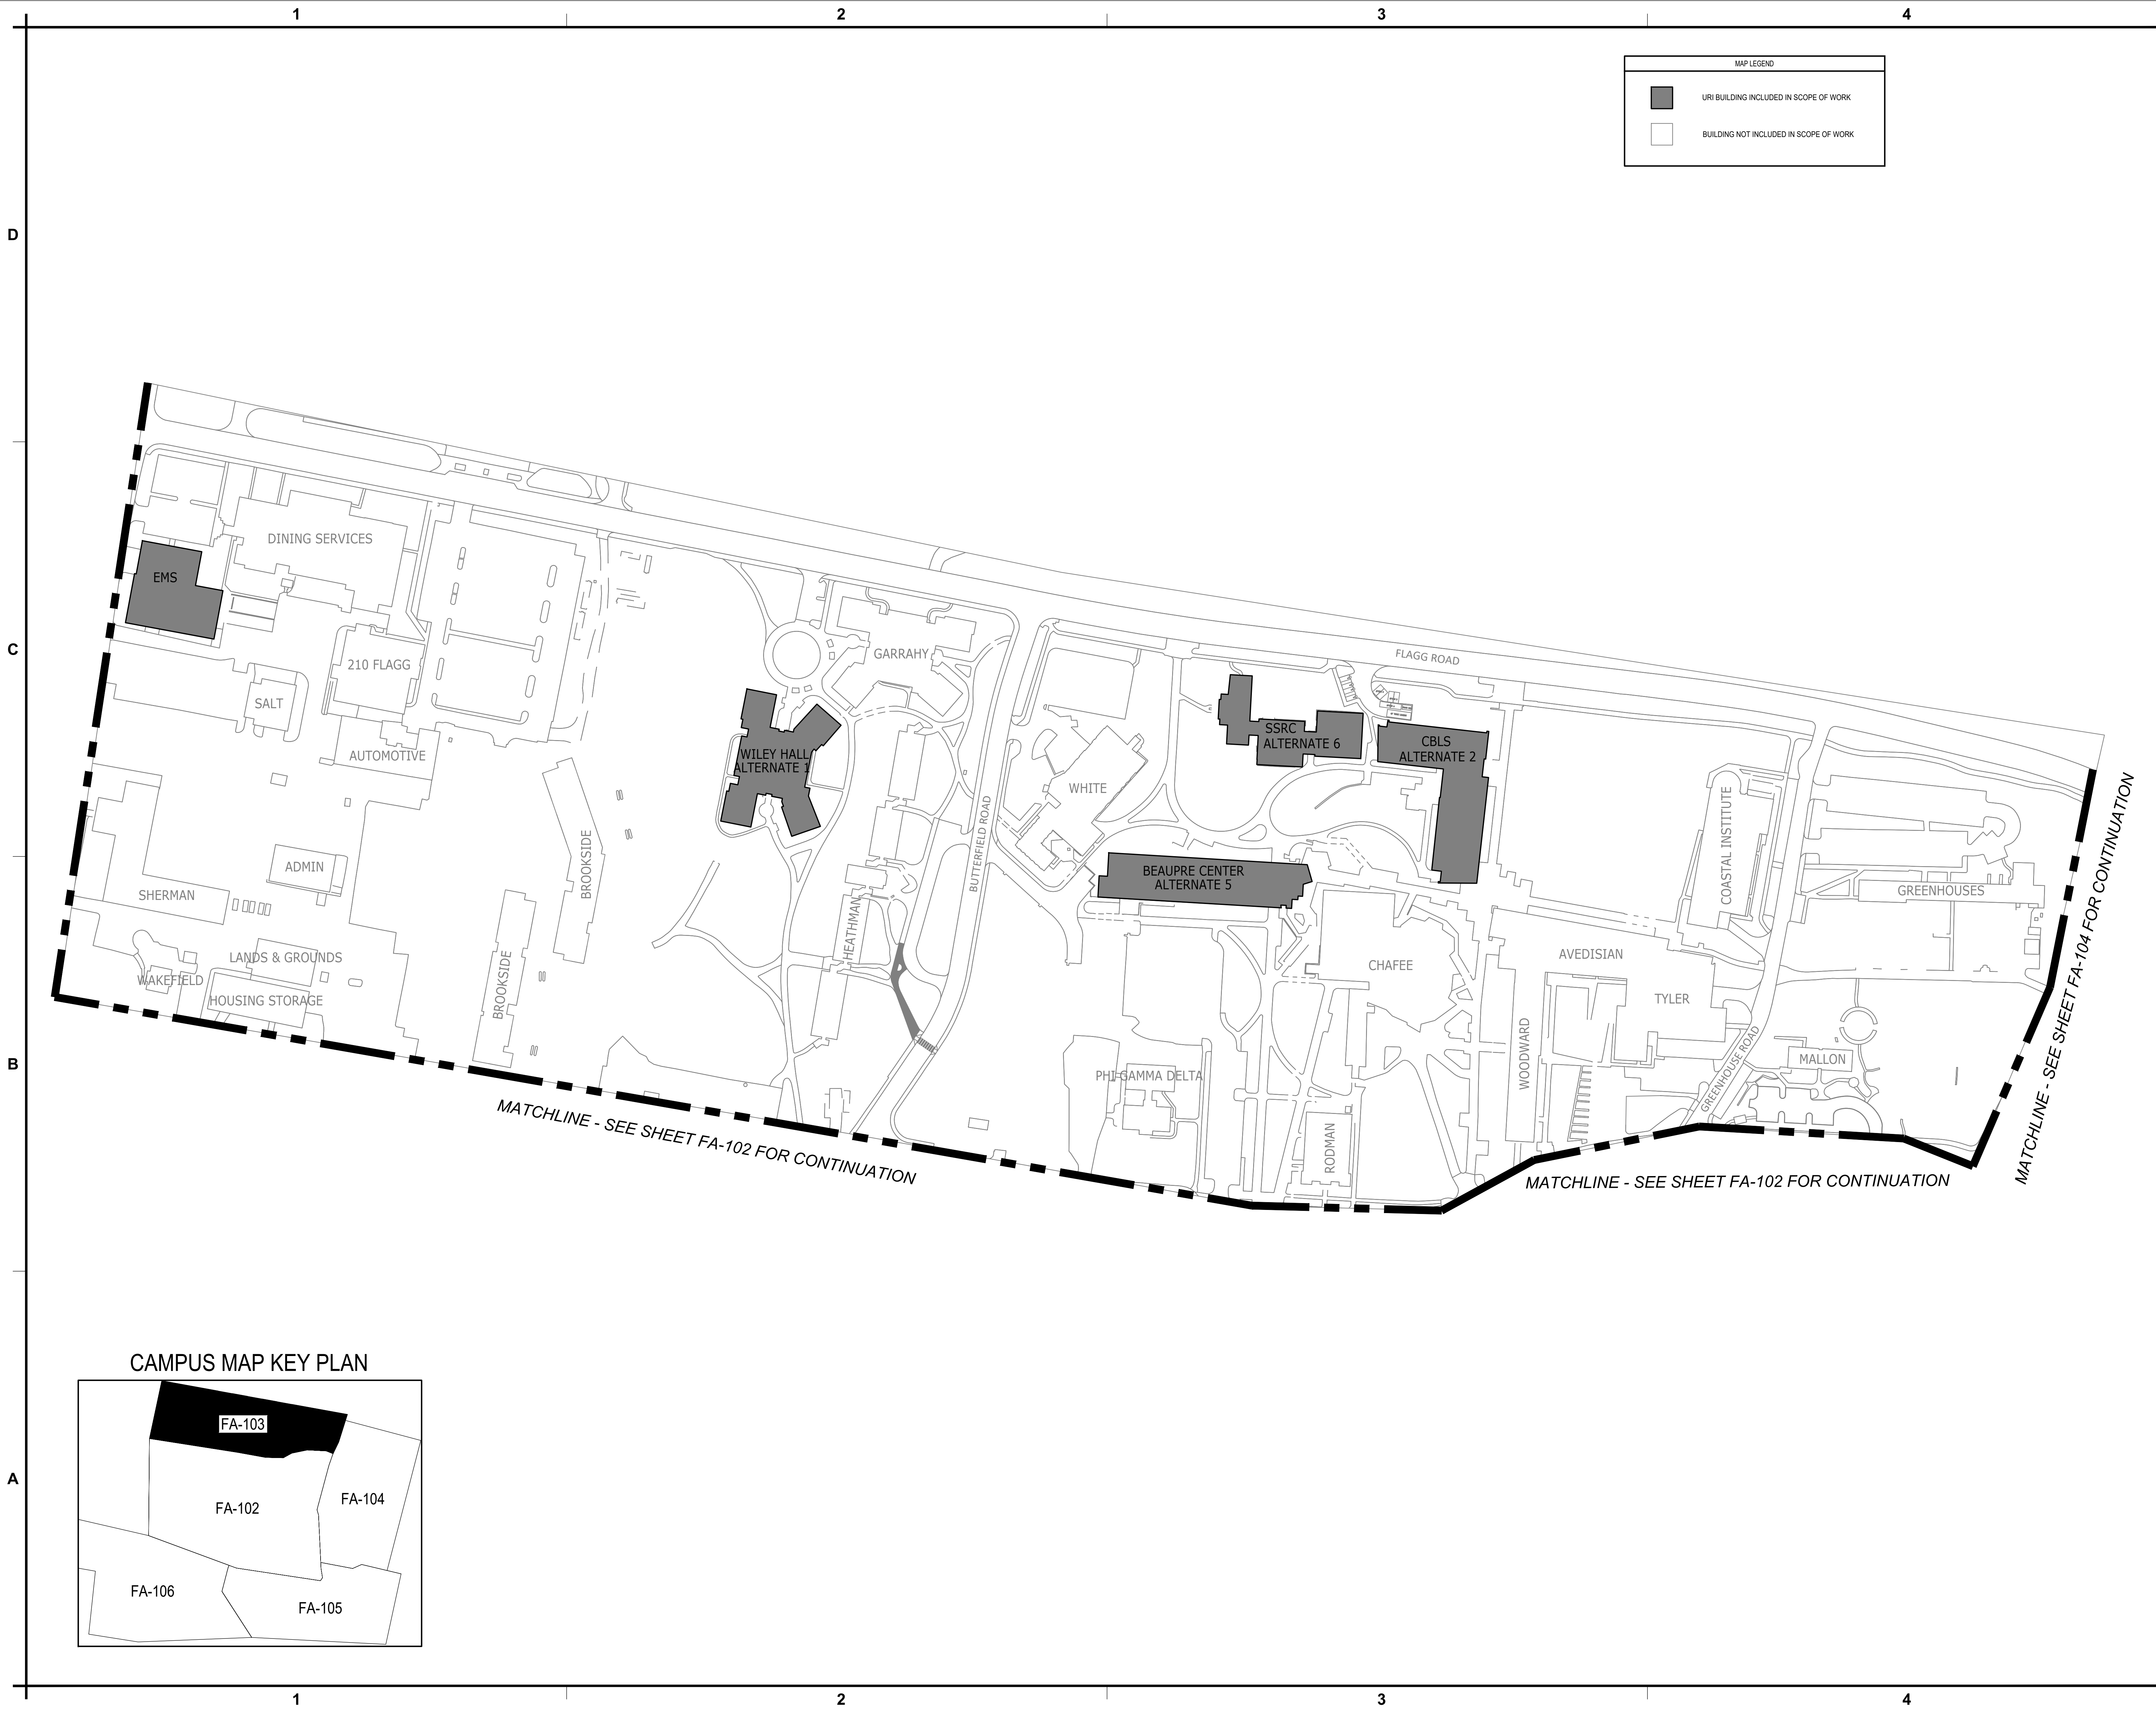 1
2
3
4
MAP LEGEND
URI BUILDING INCLUDED IN SCOPE OF WORK
BUILDING NOT INCLUDED IN SCOPE OF WORK
D
C
B
A
DINING SERVICES
EMS
210 FLAGG
SALT
AUTOMOTIVE
ADMIN
SHERMAN
LANDS & GROUNDS
WAKEFIELD
HOUSING STORAGE
BROOKSIDE
BROOKSIDE
GARRAHY
WILEY HALL
ALTERNATE 1
HEATHMAN
BUTTERFIELD ROAD
WHITE
FLAGG ROAD
SSRC
ALTERNATE 6
CBLS
ALTERNATE 2
BEAUPRE CENTER
ALTERNATE 5
COASTAL INSTITUTE
GREENHOUSES
CHAFEE
AVEDISIAN
TYLER
WOODWARD
PHI GAMMA DELTA
RODMAN
MALLON
GREENHOUSE ROAD
MATCHLINE - SEE SHEET FA-102 FOR CONTINUATION
MATCHLINE - SEE SHEET FA-102 FOR CONTINUATION
MATCHLINE - SEE SHEET FA-104 FOR CONTINUATION
CAMPUS MAP KEY PLAN
FA-103
FA-102
FA-104
FA-106
FA-105
1
2
3
4